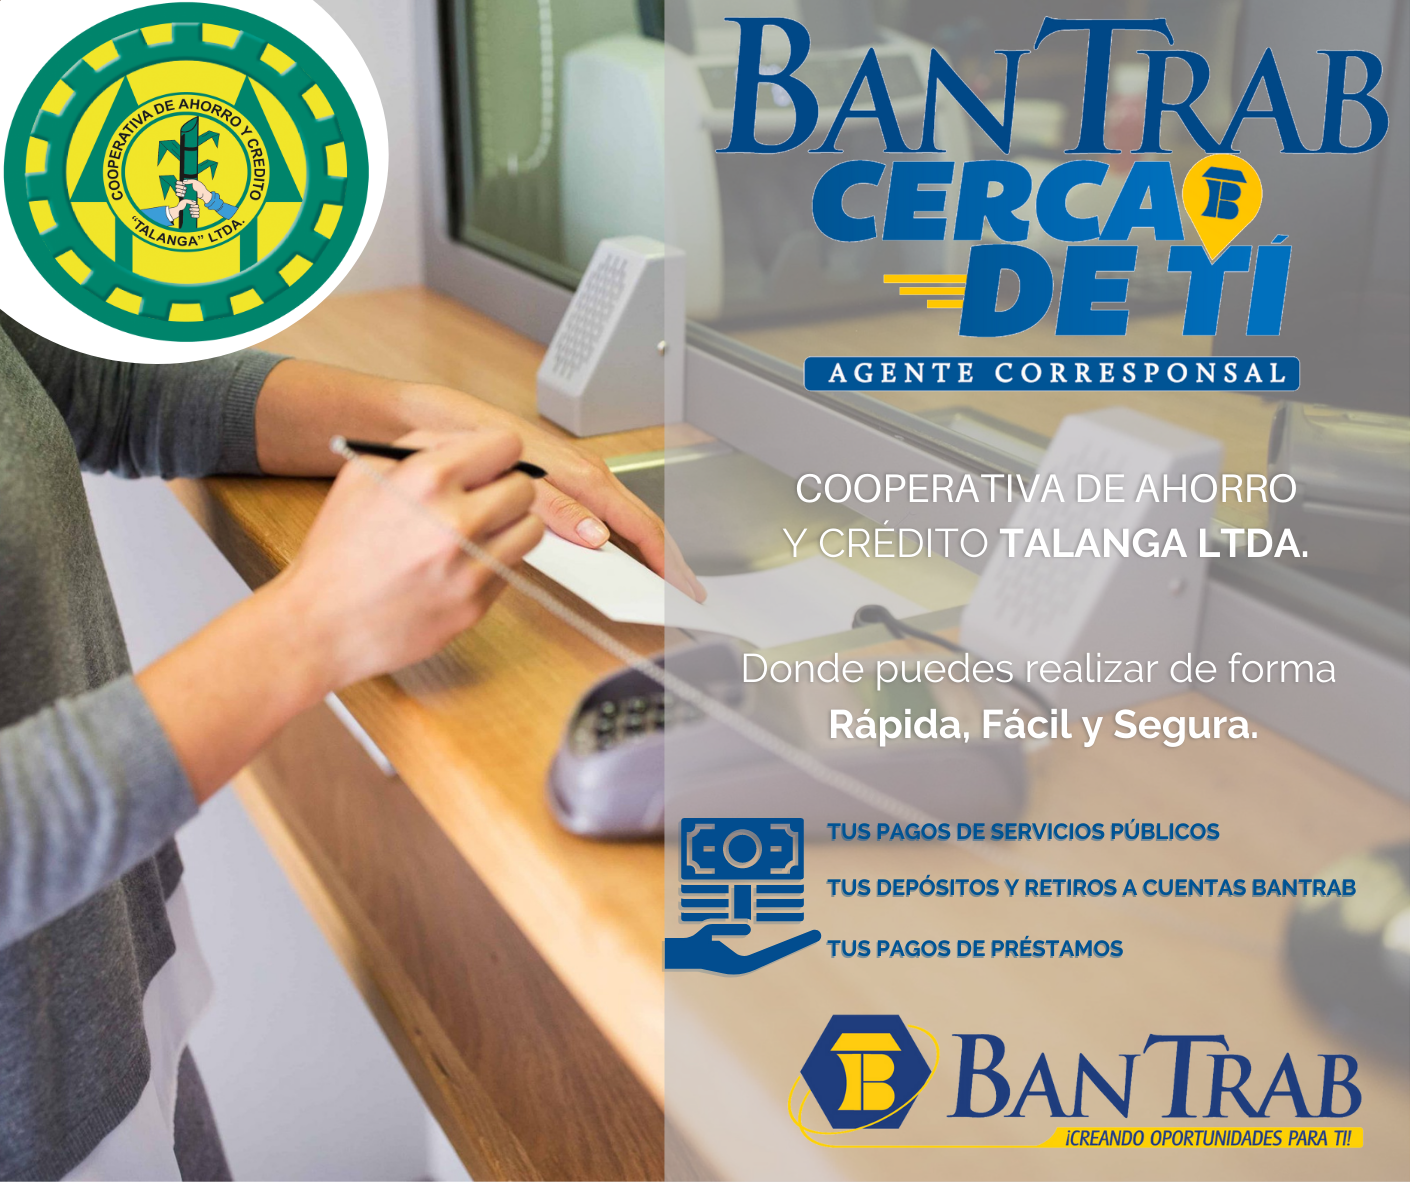 COOPERATIVA DE AHORRO Y CREDITO
"TALANGA" LTDA.
BANTRAB
CERCA
B
DE TÍ
AGENTE CORRESPONSAL
COOPERATIVA DE AHORRO
Y CRÉDITO TALANGA LTDA.
Donde puedes realizar de forma
Rápida, Fácil y Segura.
TUS PAGOS DE SERVICIOS PÚBLICOS
TUS DEPÓSITOS Y RETIROS A CUENTAS BANTRAB
TUS PAGOS DE PRÉSTAMOS
B
BANTRAB
¡CREANDO OPORTUNIDADES PARA TI!